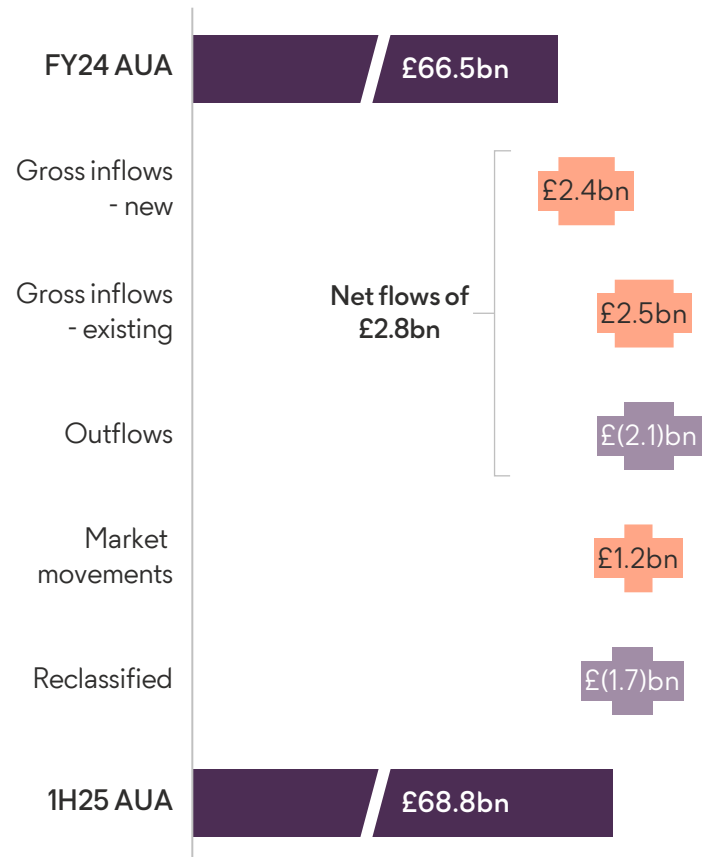 FY24 AUA
£66.5bn
Gross inflows
- new
£2.4bn
Gross inflows
- existing
£2.5bn
Net flows of
£2.8bn
Outflows
£(2.1)bn
Market
movements
£1.2bn
Reclassified
£(1.7)bn
1H25 AUA
£68.8bn